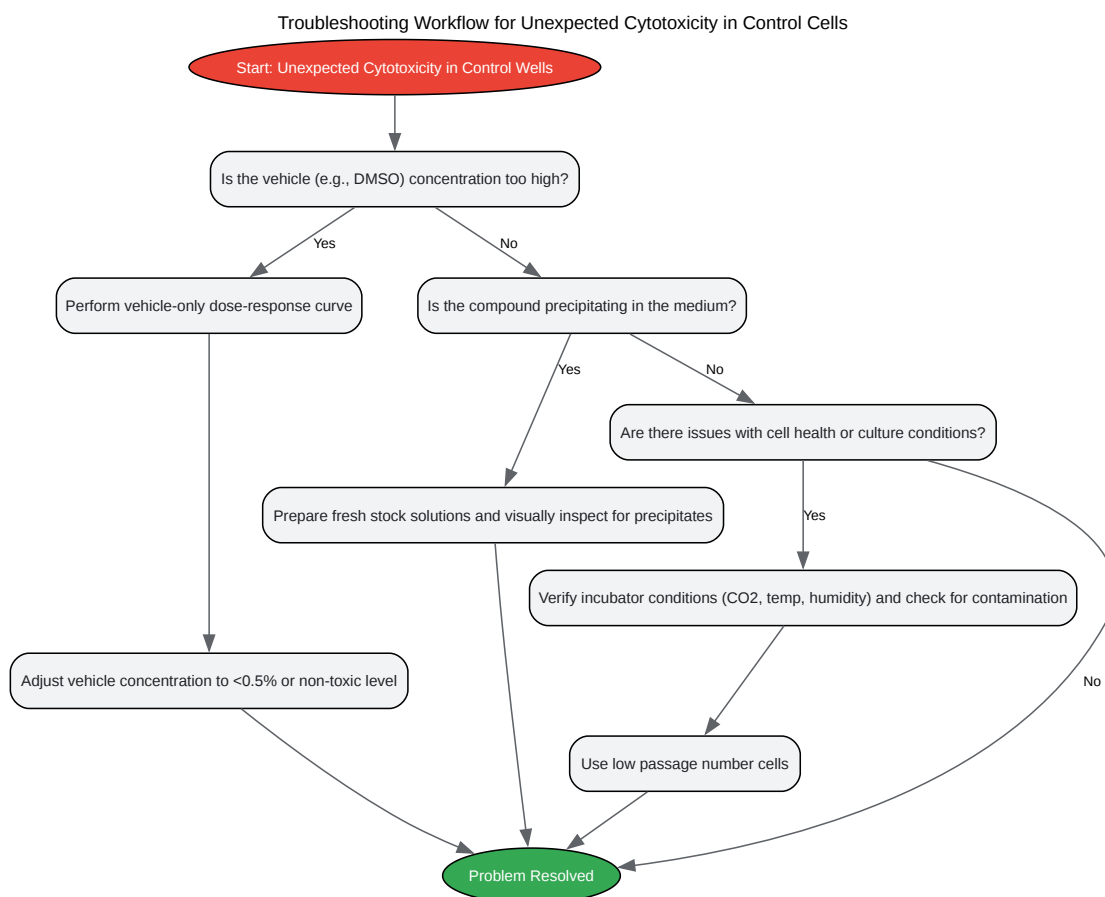 Troubleshooting Workflow for Unexpected Cytotoxicity in Control Cells
Start: Unexpected Cytotoxicity in Control Wells
Is the vehicle (e.g., DMSO) concentration too high?
Yes
No
Perform vehicle-only dose-response curve
Is the compound precipitating in the medium?
Yes
No
Are there issues with cell health or culture conditions?
Prepare fresh stock solutions and visually inspect for precipitates
Yes
Verify incubator conditions (CO2, temp, humidity) and check for contamination
Adjust vehicle concentration to <0.5% or non-toxic level
No
Use low passage number cells
Problem Resolved